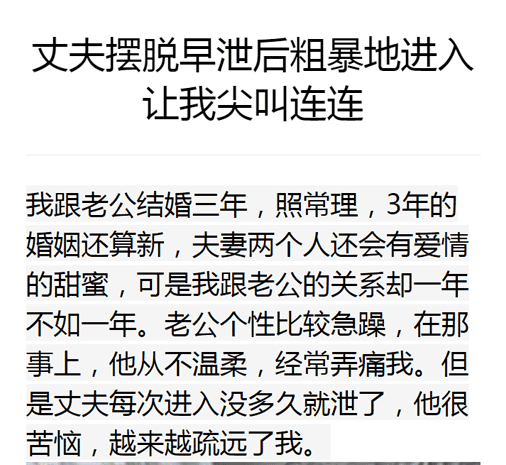 丈夫摆脱早泄后粗暴地进入
让我尖叫连连
我跟老公结婚三年，照常理，3年的
婚姻还算新，夫妻两个人还会有爱情
的甜蜜，可是我跟老公的关系却一年
不如一年。老公个性比较急躁，在那
事上，他从不温柔，经常弄痛我。但
是丈夫每次进入没多久就泄了，他很
苦恼，越来越疏远了我。